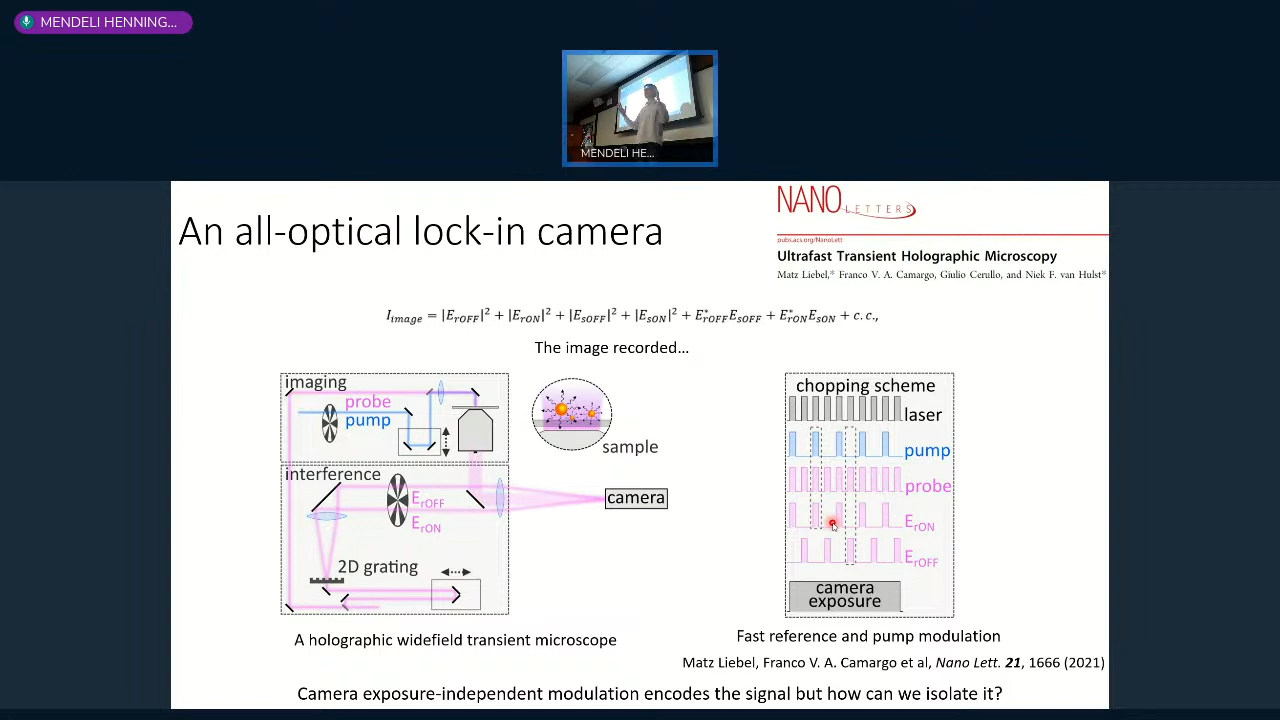 MENDELI HENNING...
MENDELI HE...
An all-optical lock-in camera
NANO LETTERS
pubs.acs.org/NanoLett
Ultrafast Transient Holographic Microscopy
Matz Liebel,* Franco V. A. Camargo, Giulio Cerullo, and Niek F. van Hulst*
I_image = |E_rOFF|² + |E_rON|² + |E_sOFF|² + |E_sON|² + E*_rOFF E_sOFF + E*_rON E_sON + c.c.,
The image recorded...
imaging
probe
pump
sample
interference
E_rOFF
E_rON
camera
2D grating
A holographic widefield transient microscope
chopping scheme
laser
pump
probe
E_rON
E_rOFF
camera
exposure
Fast reference and pump modulation
Matz Liebel, Franco V. A. Camargo et al, Nano Lett. 21, 1666 (2021)
Camera exposure-independent modulation encodes the signal but how can we isolate it?